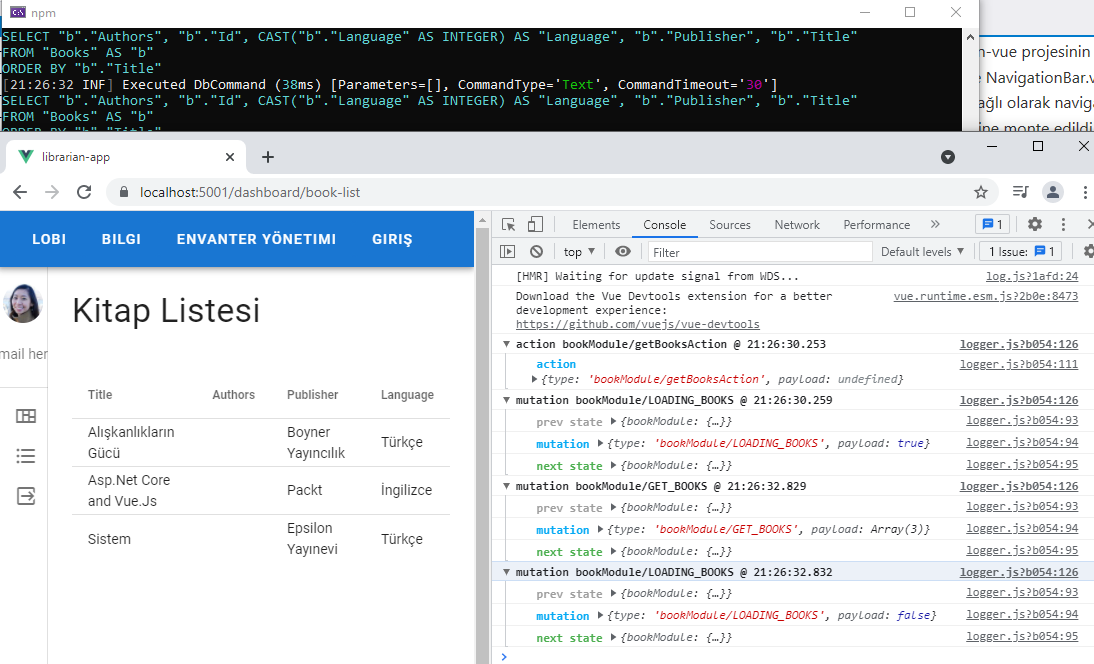 npm
SELECT "b"."Authors", "b"."Id", CAST("b"."Language" AS INTEGER) AS "Language", "b"."Publisher", "b"."Title"
FROM "Books" AS "b"
ORDER BY "b"."Title"
[21:26:32 INF] Executed DbCommand (38ms) [Parameters=[], CommandType='Text', CommandTimeout='30']
SELECT "b"."Authors", "b"."Id", CAST("b"."Language" AS INTEGER) AS "Language", "b"."Publisher", "b"."Title"
FROM "Books" AS "b"
ORDER BY "b"."Title"
n-vue projesinin
NavigationBar.v
ağlı olarak naviga
ine monte edildi
librarian-app
localhost:5001/dashboard/book-list
LOBI BILGI ENVANTER YÖNETIMI GIRIŞ
mail her
Kitap Listesi
Title Authors Publisher Language
Alışkanlıkların Gücü Boyner Yayıncılık Türkçe
Asp.Net Core and Vue.Js Packt İngilizce
Sistem Epsilon Yayınevi Türkçe
Elements Console Sources Network Performance » 1
top Filter Default levels 1 Issue: 1
[HMR] Waiting for update signal from WDS... log.js?1afd:24
Download the Vue Devtools extension for a better vue.runtime.esm.js?2b0e:8473
development experience:
https://github.com/vuejs/vue-devtools
action bookModule/getBooksAction @ 21:26:30.253 logger.js?b054:126
action logger.js?b054:111
{type: 'bookModule/getBooksAction', payload: undefined}
mutation bookModule/LOADING_BOOKS @ 21:26:30.259 logger.js?b054:126
prev state {bookModule: {…}} logger.js?b054:93
mutation {type: 'bookModule/LOADING_BOOKS', payload: true} logger.js?b054:94
next state {bookModule: {…}} logger.js?b054:95
mutation bookModule/GET_BOOKS @ 21:26:32.829 logger.js?b054:126
prev state {bookModule: {…}} logger.js?b054:93
mutation {type: 'bookModule/GET_BOOKS', payload: Array(3)} logger.js?b054:94
next state {bookModule: {…}} logger.js?b054:95
mutation bookModule/LOADING_BOOKS @ 21:26:32.832 logger.js?b054:126
prev state {bookModule: {…}} logger.js?b054:93
mutation {type: 'bookModule/LOADING_BOOKS', payload: false} logger.js?b054:94
next state {bookModule: {…}} logger.js?b054:95